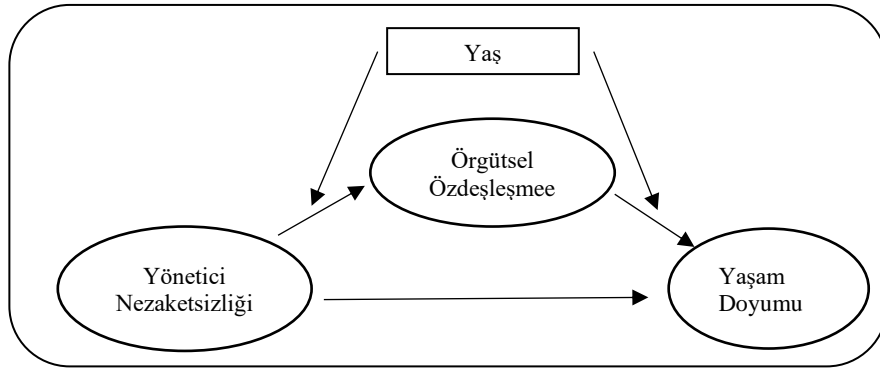 Yaş
Örgütsel
Özdeşleşmee
Yönetici
Nezaketsizliği
Yaşam
Doyumu